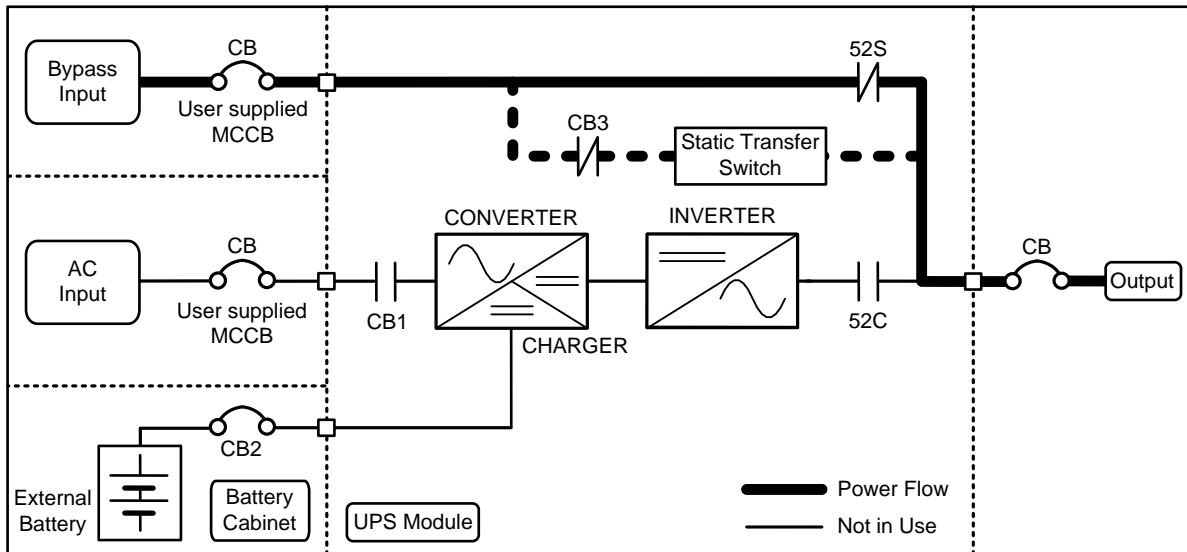 Bypass
Input
CB
User supplied
MCCB
52S
CB3
Static Transfer
Switch
AC
Input
CB
User supplied
MCCB
CB1
CONVERTER
CHARGER
INVERTER
52C
CB
Output
CB2
External
Battery
Battery
Cabinet
UPS Module
Power Flow
Not in Use